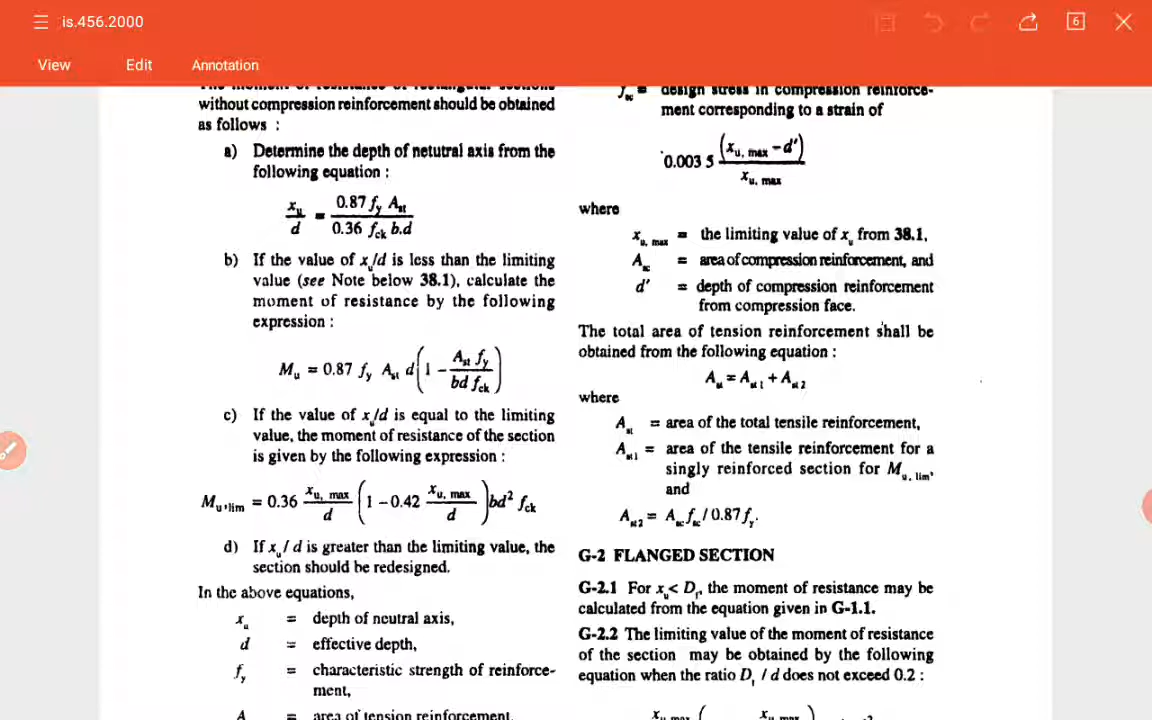 is.456.2000
6
View Edit Annotation
The moment of resistance of rectangular sections
without compression reinforcement should be obtained
as follows :
a) Determine the depth of netutral axis from the
following equation :
x_u / d = 0.87 f_y A_st / 0.36 f_ck b.d
b) If the value of x_u/d is less than the limiting
value (see Note below 38.1), calculate the
moment of resistance by the following
expression :
M_u = 0.87 f_y A_st d (1 - A_st f_y / bd f_ck)
c) If the value of x_u/d is equal to the limiting
value, the moment of resistance of the section
is given by the following expression :
M_u,lim = 0.36 x_u, max / d (1 - 0.42 x_u, max / d) bd² f_ck
d) If x_u / d is greater than the limiting value, the
section should be redesigned.
In the above equations,
x_u = depth of neutral axis,
d = effective depth,
f_y = characteristic strength of reinforce-
ment,
A = area of tension reinforcement,
f_sc = design stress in compression reinforce-
ment corresponding to a strain of
0.003 5 (x_u, max - d') / x_u, max
where
x_u, max = the limiting value of x_u from 38.1,
A_sc = area of compression reinforcement, and
d' = depth of compression reinforcement
from compression face.
The total area of tension reinforcement shall be
obtained from the following equation :
A_st = A_st1 + A_st2
where
A_st = area of the total tensile reinforcement,
A_st1 = area of the tensile reinforcement for a
singly reinforced section for M_u, lim,
and
A_st2 = A_sc f_sc / 0.87 f_y.
G-2 FLANGED SECTION
G-2.1 For x_u < D_f, the moment of resistance may be
calculated from the equation given in G-1.1.
G-2.2 The limiting value of the moment of resistance
of the section may be obtained by the following
equation when the ratio D_f / d does not exceed 0.2 :